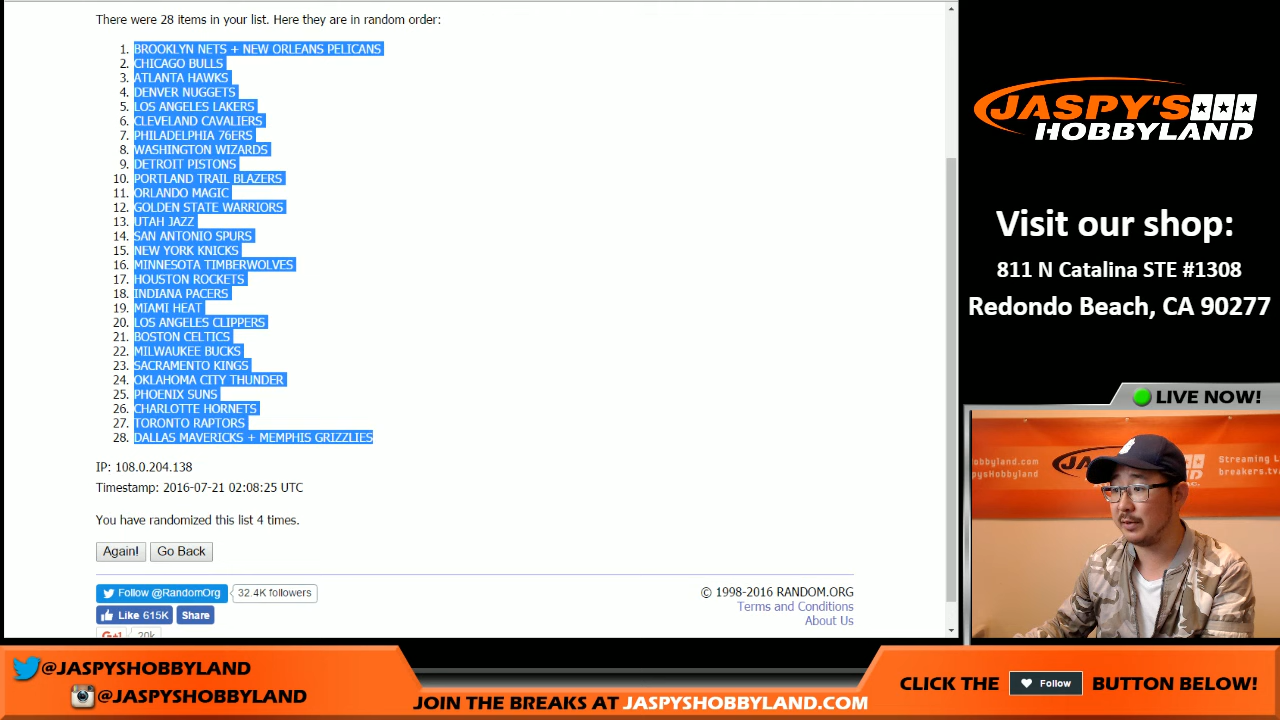 There were 28 items in your list. Here they are in random order:
1. BROOKLYN NETS + NEW ORLEANS PELICANS
2. CHICAGO BULLS
3. ATLANTA HAWKS
4. DENVER NUGGETS
5. LOS ANGELES LAKERS
6. CLEVELAND CAVALIERS
7. PHILADELPHIA 76ERS
8. WASHINGTON WIZARDS
9. DETROIT PISTONS
10. PORTLAND TRAIL BLAZERS
11. ORLANDO MAGIC
12. GOLDEN STATE WARRIORS
13. UTAH JAZZ
14. SAN ANTONIO SPURS
15. NEW YORK KNICKS
16. MINNESOTA TIMBERWOLVES
17. HOUSTON ROCKETS
18. INDIANA PACERS
19. MIAMI HEAT
20. LOS ANGELES CLIPPERS
21. BOSTON CELTICS
22. MILWAUKEE BUCKS
23. SACRAMENTO KINGS
24. OKLAHOMA CITY THUNDER
25. PHOENIX SUNS
26. CHARLOTTE HORNETS
27. TORONTO RAPTORS
28. DALLAS MAVERICKS + MEMPHIS GRIZZLIES
IP: 108.0.204.138
Timestamp: 2016-07-21 02:08:25 UTC
You have randomized this list 4 times.
Again! Go Back
Follow @RandomOrg 32.4K followers
Like 615K Share
G+1 20k
© 1998-2016 RANDOM.ORG
Terms and Conditions
About Us
JASPY'S
HOBBYLAND
Visit our shop:
811 N Catalina STE #1308
Redondo Beach, CA 90277
LIVE NOW!
hobbyland.com
pysHobbyland
Streaming L
breakers.tv
@JASPYSHOBBYLAND
@JASPYSHOBBYLAND
JOIN THE BREAKS AT JASPYSHOBBYLAND.COM
CLICK THE Follow BUTTON BELOW!